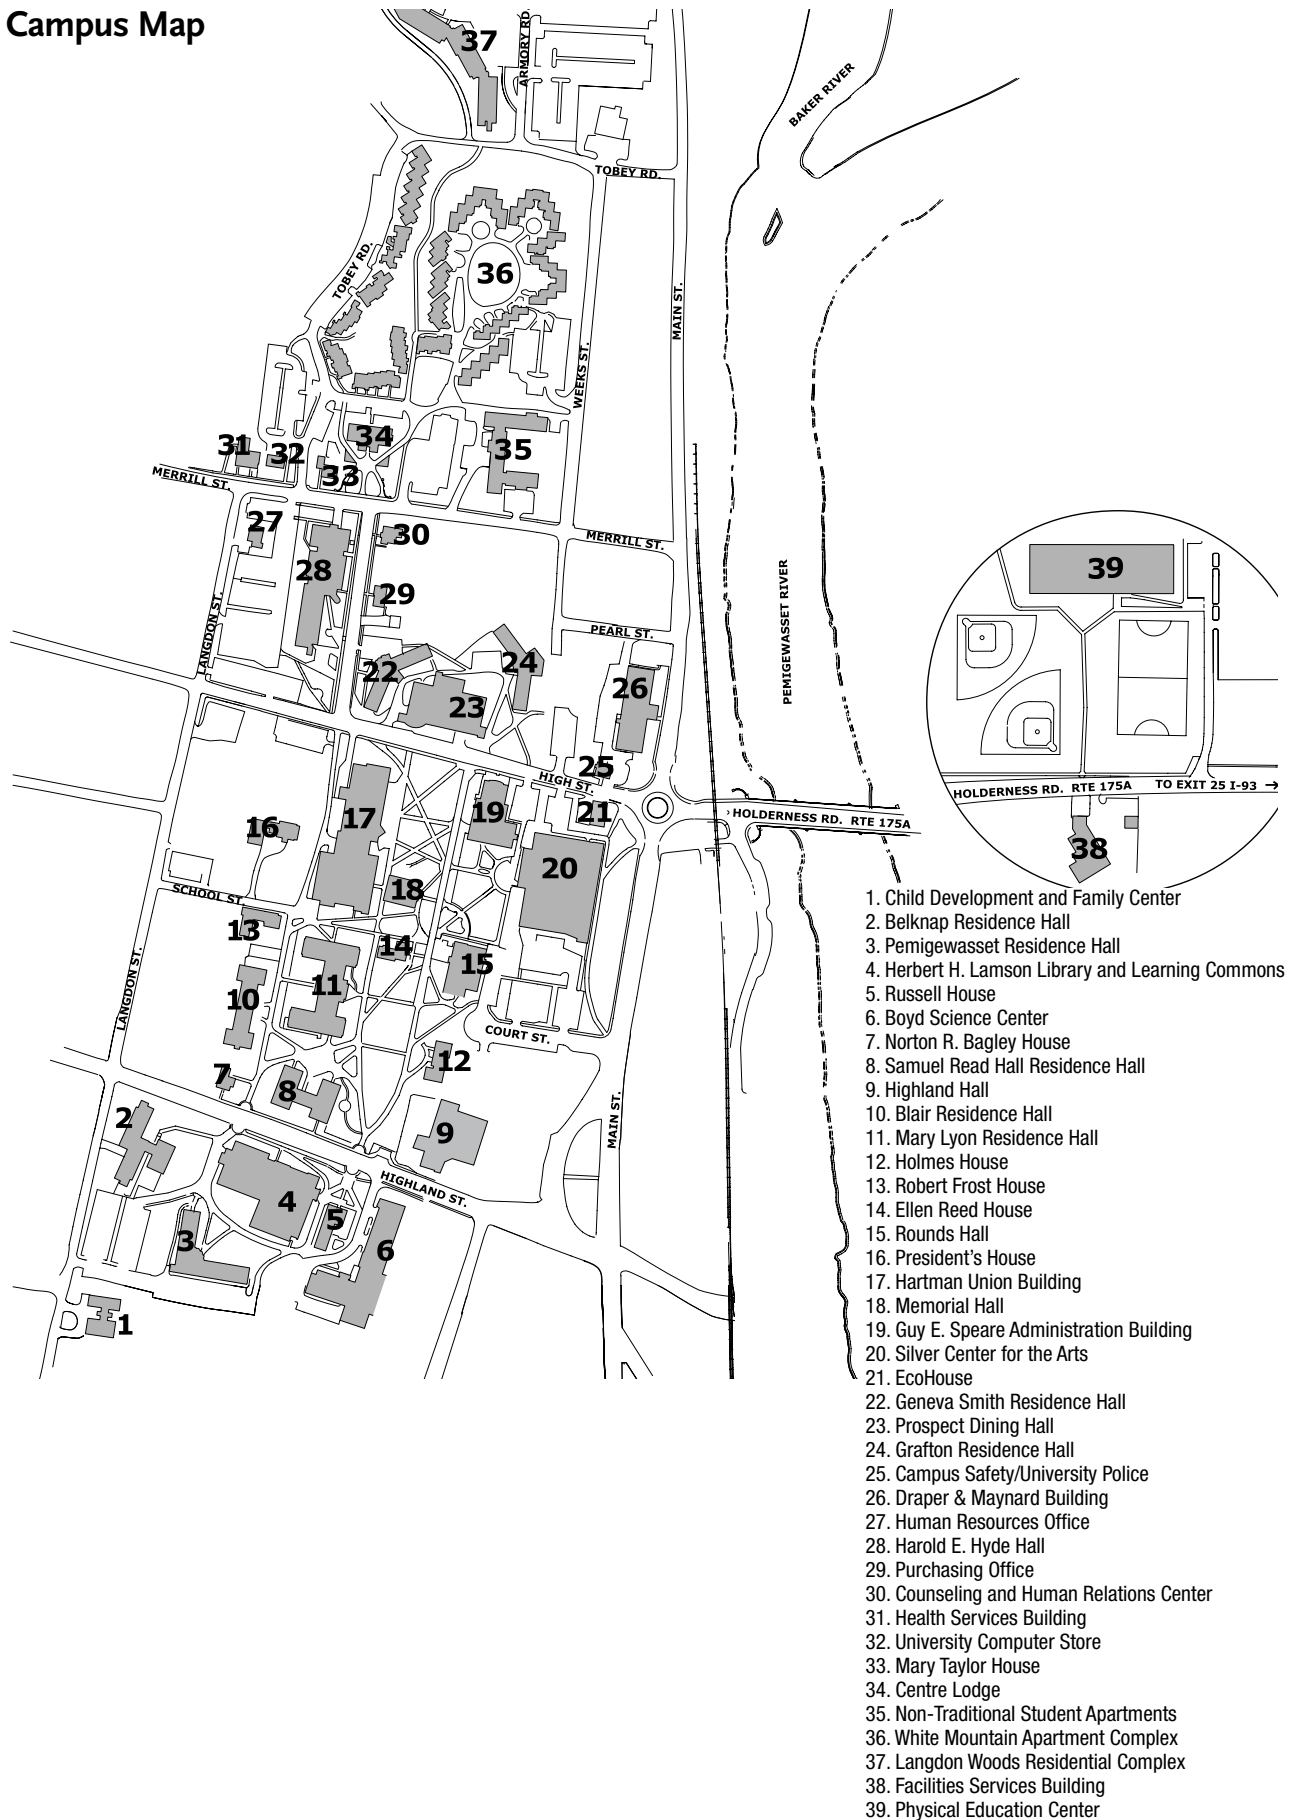 Campus Map
37
ARMORY RD.
BAKER RIVER
TOBEY RD.
TOBEY RD.
36
MAIN ST.
WEEKS ST.
31
32
34
33
35
MERRILL ST.
27
30
28
MERRILL ST.
39
29
LANGDON ST.
PEARL ST.
PEMIGEWASSET RIVER
22
24
26
23
25
HIGH ST.
21
HOLDERNESS RD. RTE 175A
TO EXIT 25 I-93 →
HOLDERNESS RD. RTE 175A
38
16
17
19
20
18
SCHOOL ST.
13
14
15
10
11
LANGDON ST.
COURT ST.
12
7
8
2
9
MAIN ST.
HIGHLAND ST.
4
5
3
6
1
1. Child Development and Family Center
2. Belknap Residence Hall
3. Pemigewasset Residence Hall
4. Herbert H. Lamson Library and Learning Commons
5. Russell House
6. Boyd Science Center
7. Norton R. Bagley House
8. Samuel Read Hall Residence Hall
9. Highland Hall
10. Blair Residence Hall
11. Mary Lyon Residence Hall
12. Holmes House
13. Robert Frost House
14. Ellen Reed House
15. Rounds Hall
16. President’s House
17. Hartman Union Building
18. Memorial Hall
19. Guy E. Speare Administration Building
20. Silver Center for the Arts
21. EcoHouse
22. Geneva Smith Residence Hall
23. Prospect Dining Hall
24. Grafton Residence Hall
25. Campus Safety/University Police
26. Draper & Maynard Building
27. Human Resources Office
28. Harold E. Hyde Hall
29. Purchasing Office
30. Counseling and Human Relations Center
31. Health Services Building
32. University Computer Store
33. Mary Taylor House
34. Centre Lodge
35. Non-Traditional Student Apartments
36. White Mountain Apartment Complex
37. Langdon Woods Residential Complex
38. Facilities Services Building
39. Physical Education Center